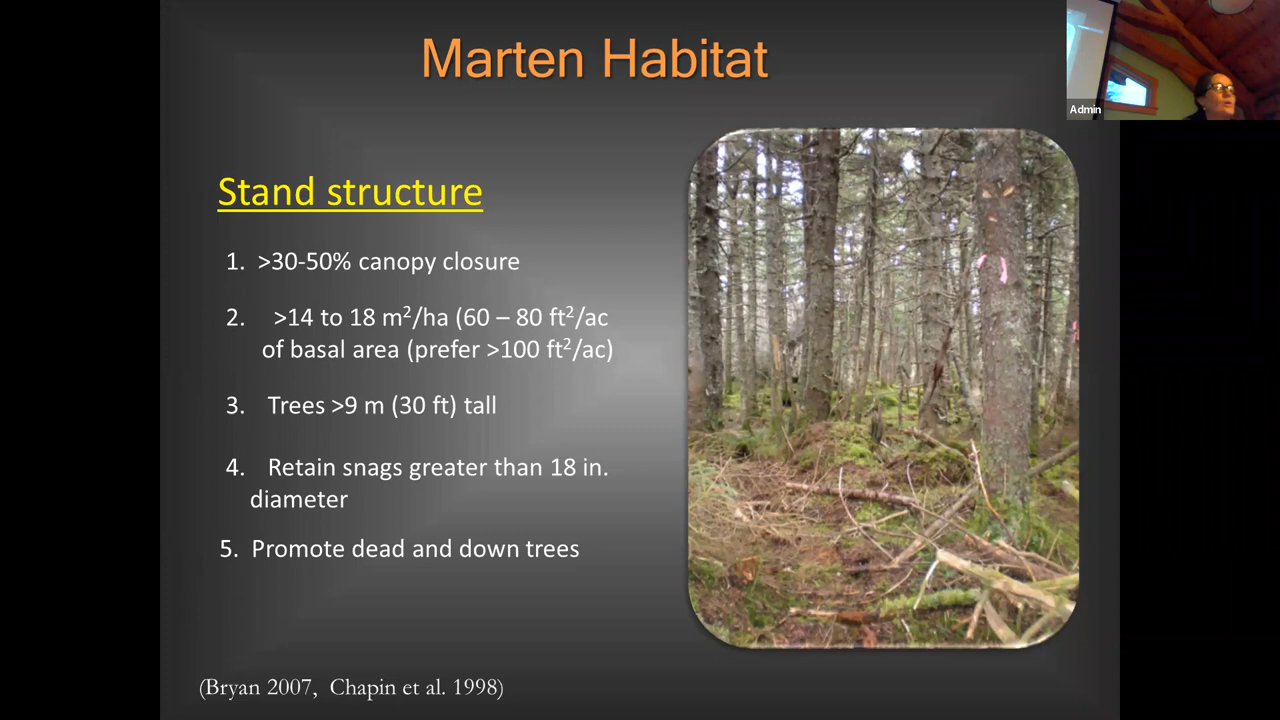 Marten Habitat
Admin
Stand structure
1. >30-50% canopy closure
2. >14 to 18 m²/ha (60 – 80 ft²/ac
of basal area (prefer >100 ft²/ac)
3. Trees >9 m (30 ft) tall
4. Retain snags greater than 18 in.
diameter
5. Promote dead and down trees
(Bryan 2007, Chapin et al. 1998)